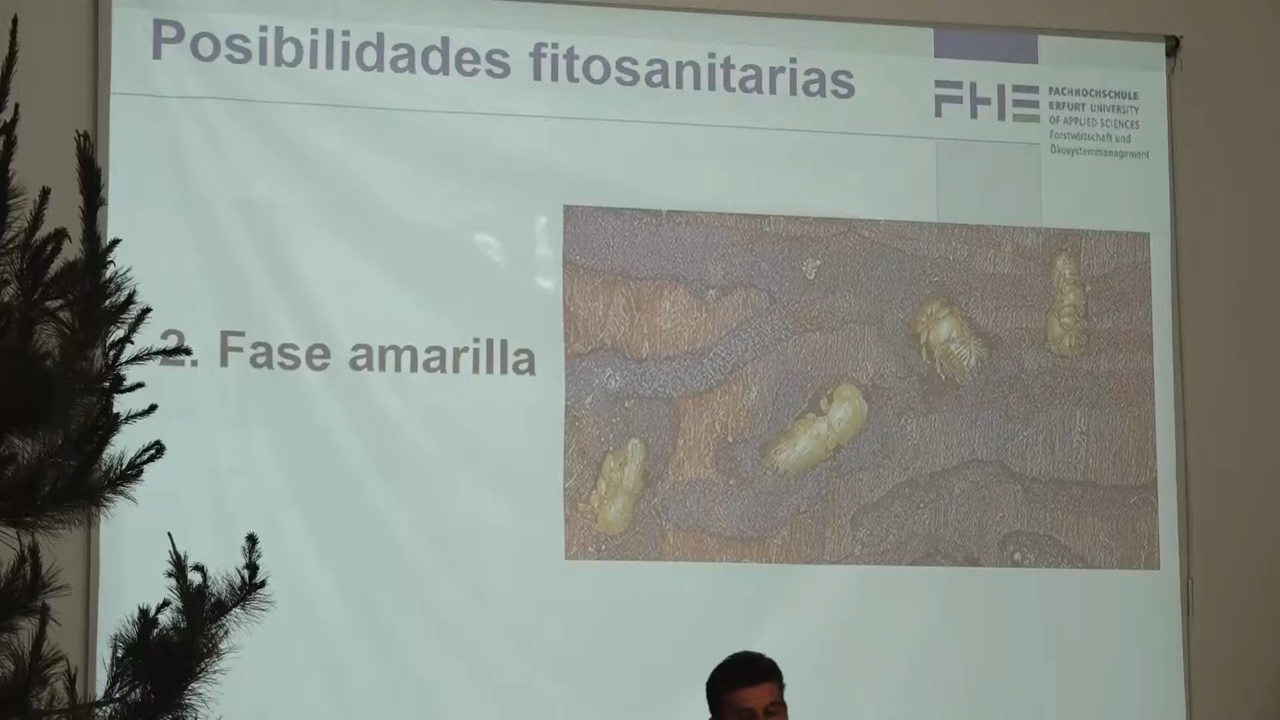 Posibilidades fitosanitarias
FHE
FACHHOCHSCHULE
ERFURT UNIVERSITY
OF APPLIED SCIENCES
Forstwirtschaft und
Ökosystemmanagement
2. Fase amarilla